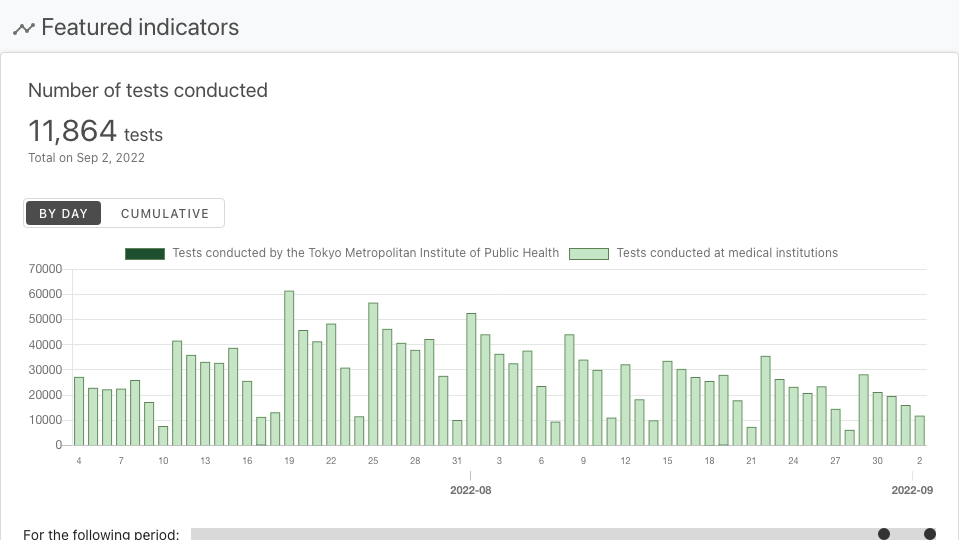 Featured indicators
Number of tests conducted
11,864 tests
Total on Sep 2, 2022
BY DAY CUMULATIVE
Tests conducted by the Tokyo Metropolitan Institute of Public Health Tests conducted at medical institutions
70000
60000
50000
40000
30000
20000
10000
0
4 7 10 13 16 19 22 25 28 31 3 6 9 12 15 18 21 24 27 30 2
2022-08 2022-09
For the following period: